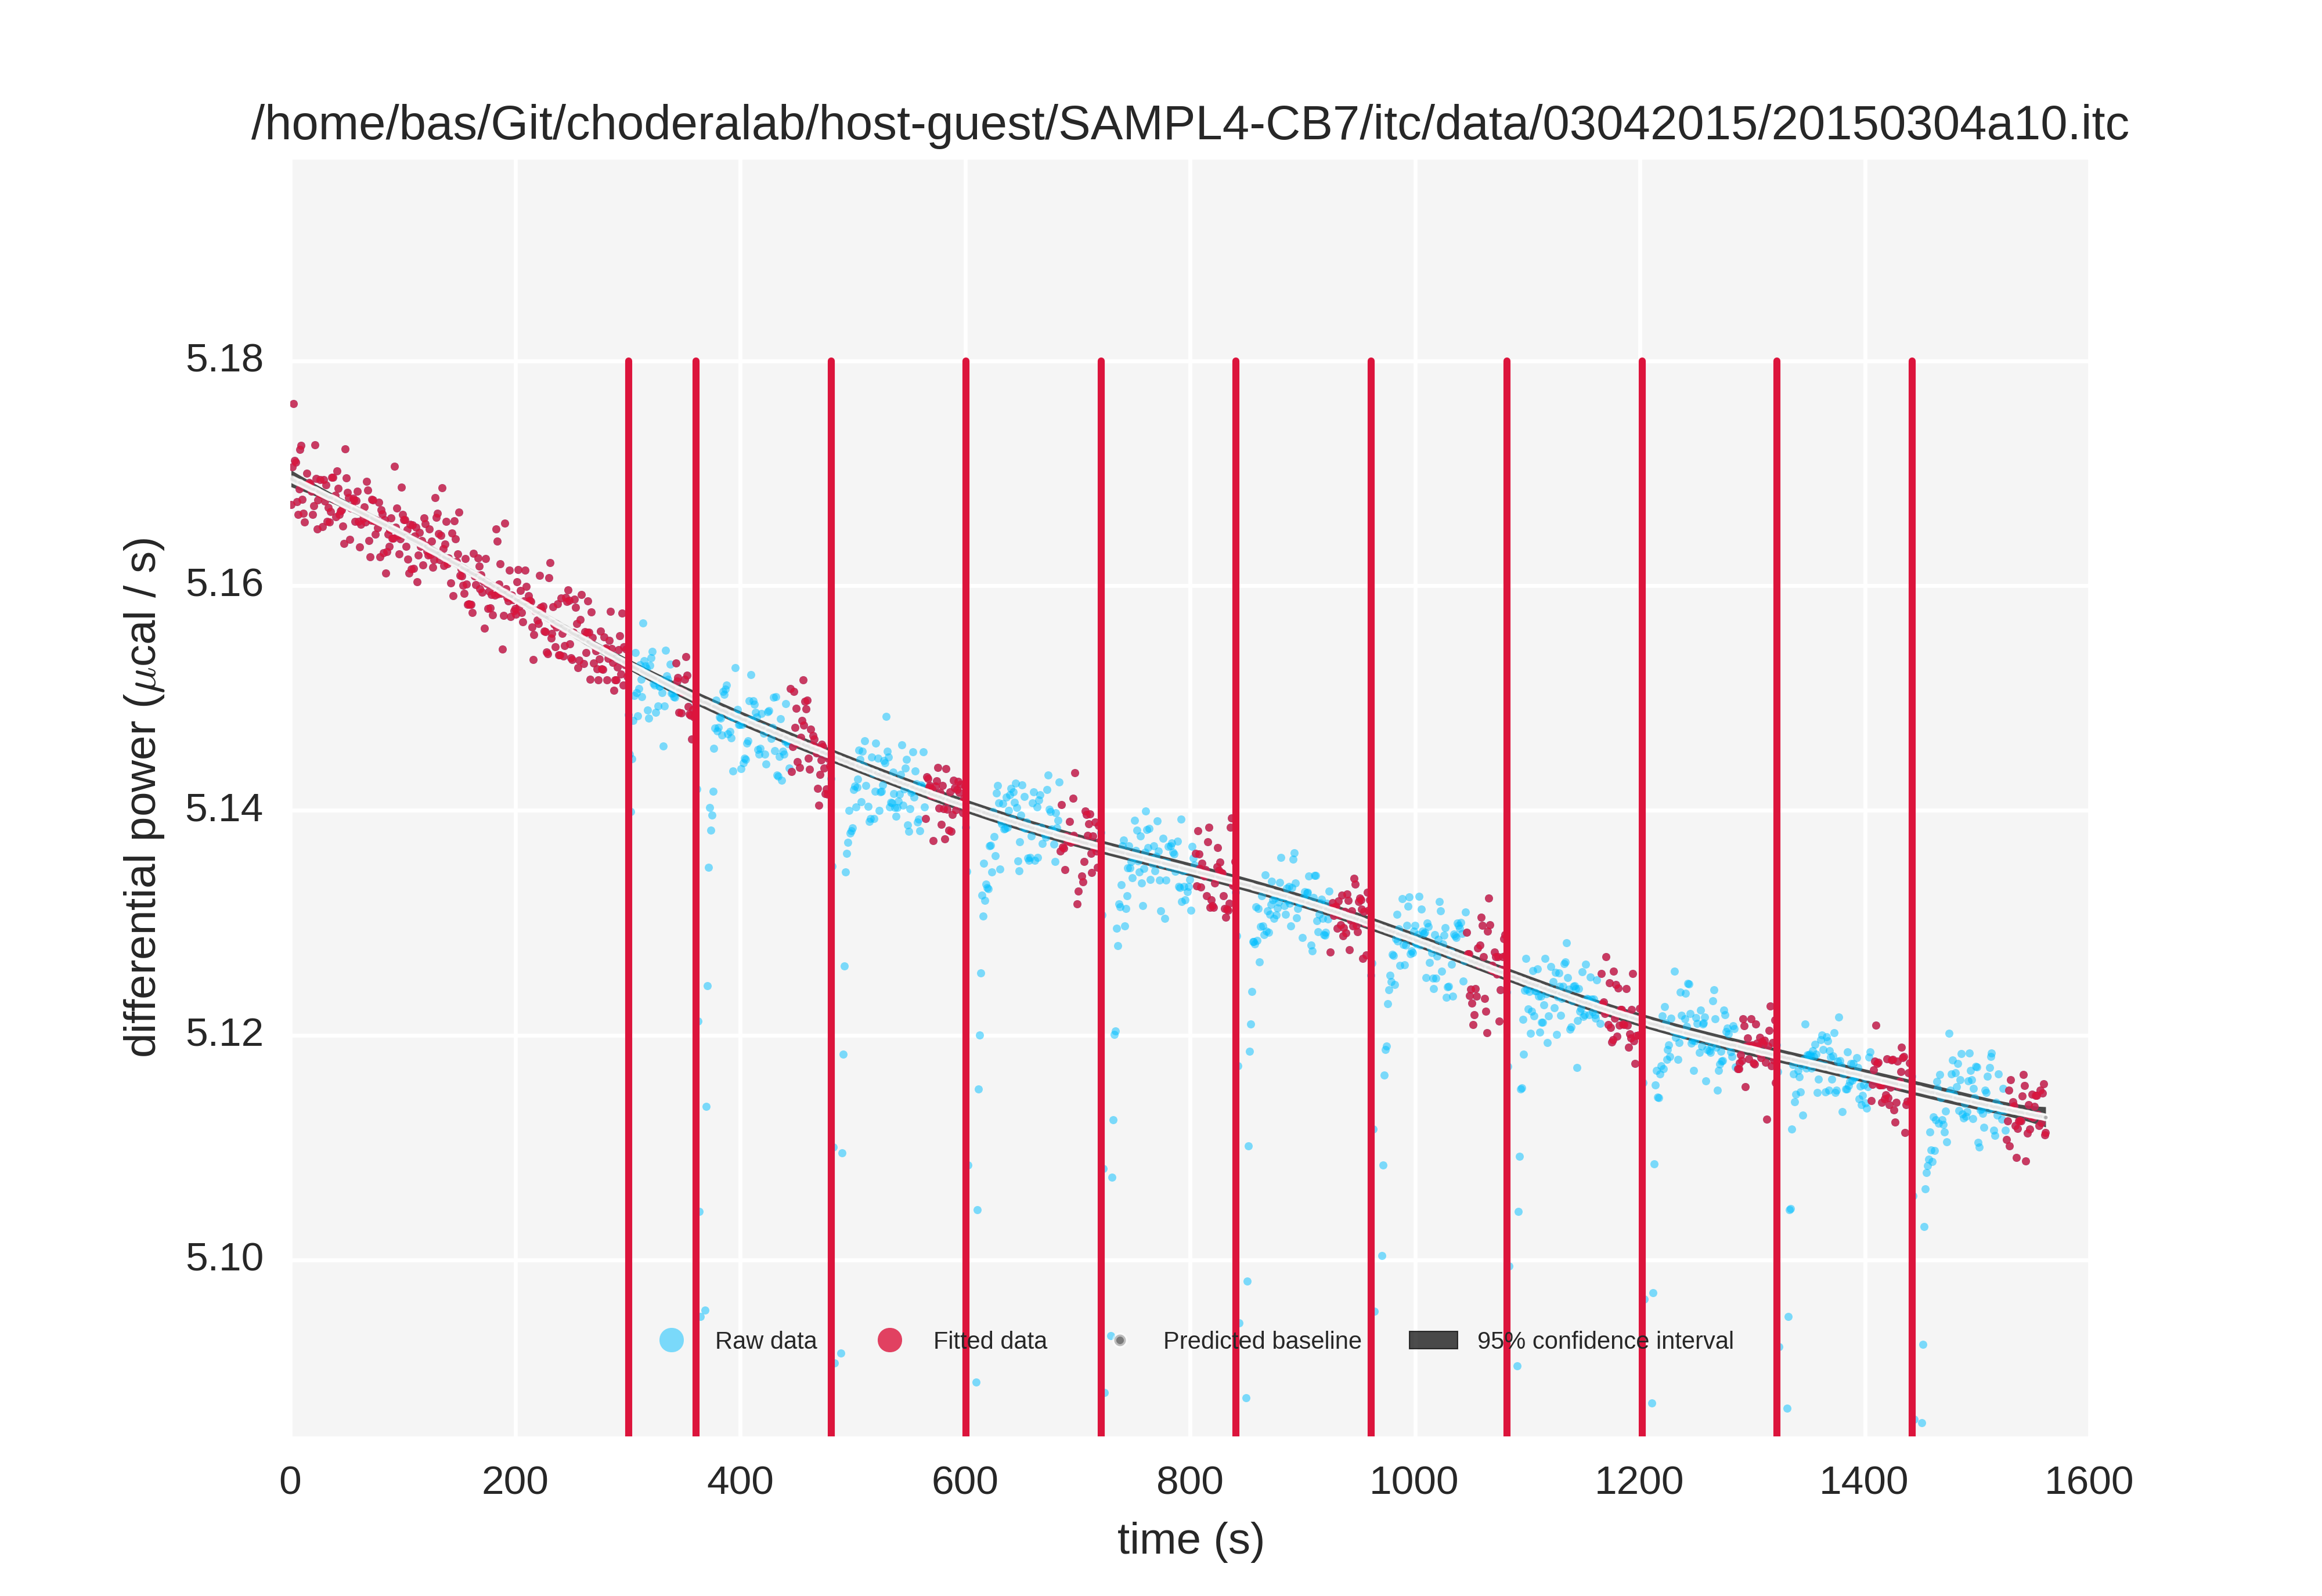 /home/bas/Git/choderalab/host-guest/SAMPL4-CB7/itc/data/03042015/20150304a10.itc
differential power (μcal / s)
5.18
5.16
5.14
5.12
5.10
Raw data Fitted data Predicted baseline 95% confidence interval
0 200 400 600 800 1000 1200 1400 1600
time (s)